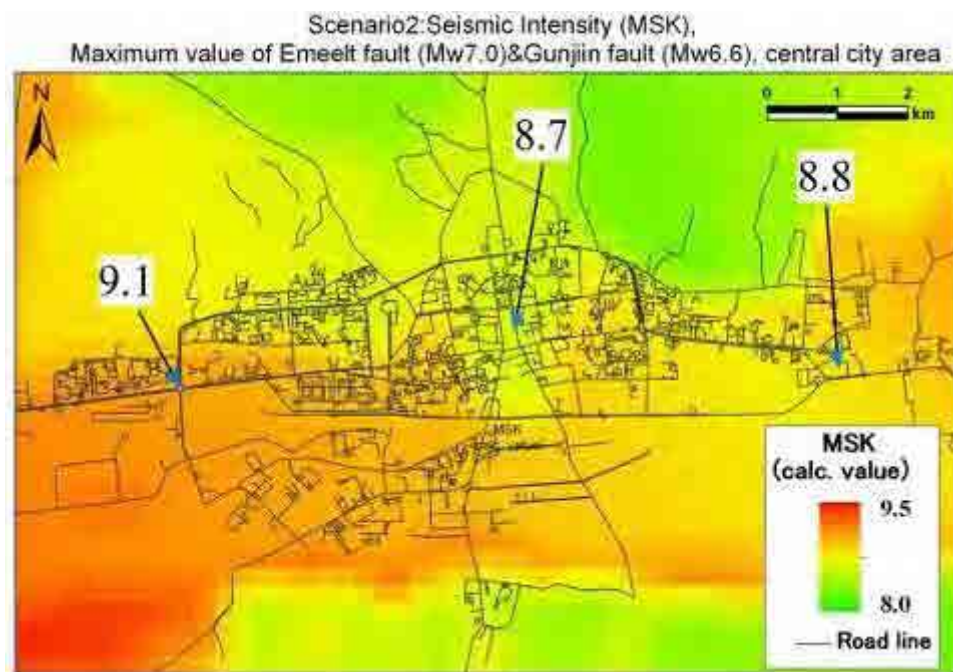 Scenario2:Seismic Intensity (MSK),
Maximum value of Emeelt fault (Mw7.0)&Gunjiin fault (Mw6.6), central city area
N
0 1 2
km
8.7
8.8
9.1
MSK
MSK
(calc. value)
9.5
8.0
Road line